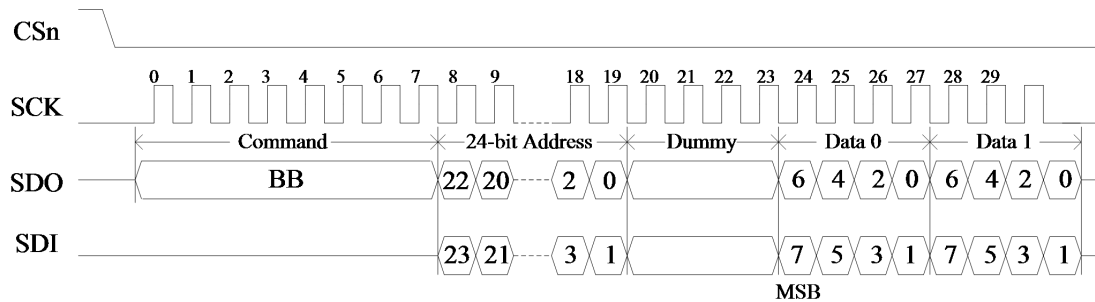 CSn
0 1 2 3 4 5 6 7 8 9 18 19 20 21 22 23 24 25 26 27 28 29
SCK
Command 24-bit Address Dummy Data 0 Data 1
SDO BB 22 20 2 0 6 4 2 0 6 4 2 0
SDI 23 21 3 1 7 5 3 1 7 5 3 1
MSB